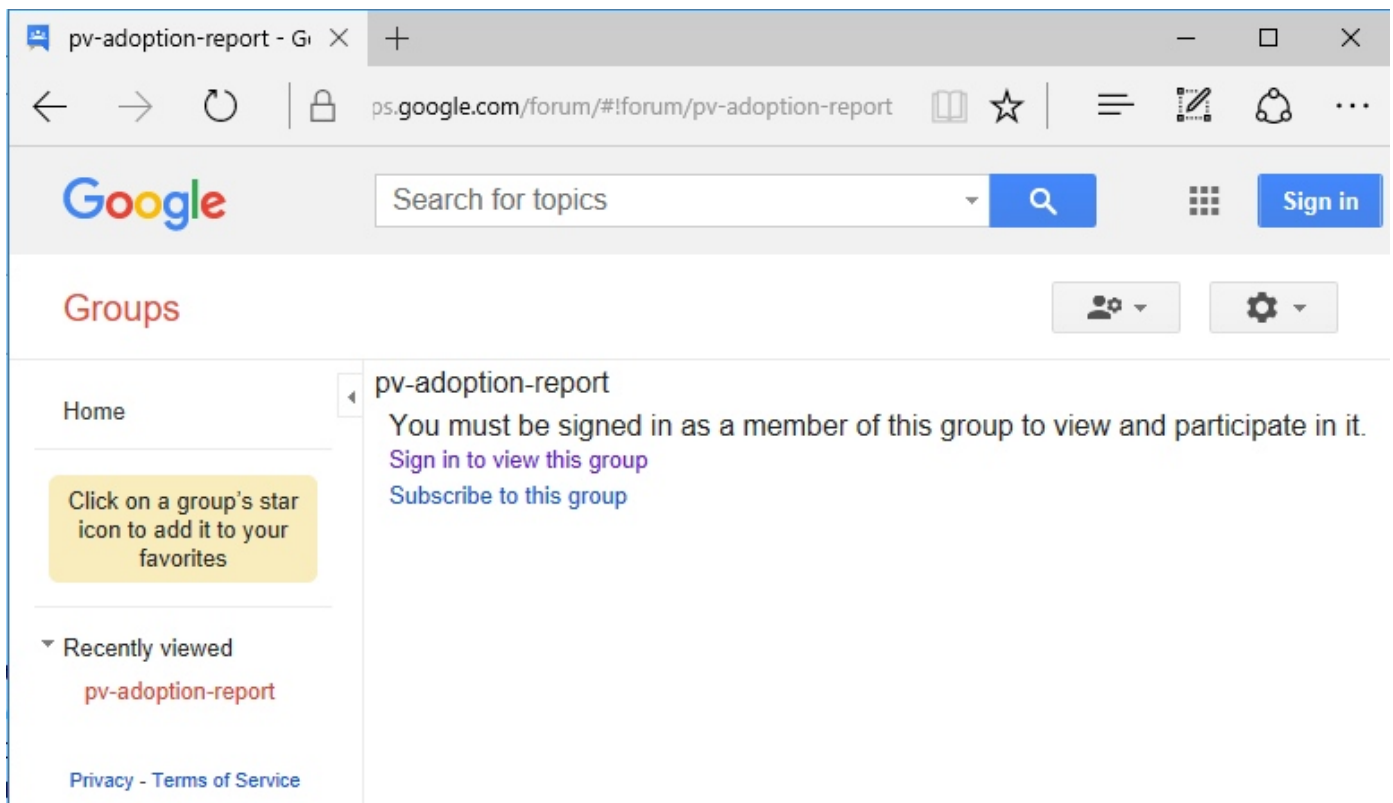 pv-adoption-report - G
ps.google.com/forum/#!forum/pv-adoption-report
Google
Search for topics
Sign in
Groups
Home
Click on a group's star
icon to add it to your
favorites
Recently viewed
pv-adoption-report
Privacy - Terms of Service
pv-adoption-report
You must be signed in as a member of this group to view and participate in it.
Sign in to view this group
Subscribe to this group